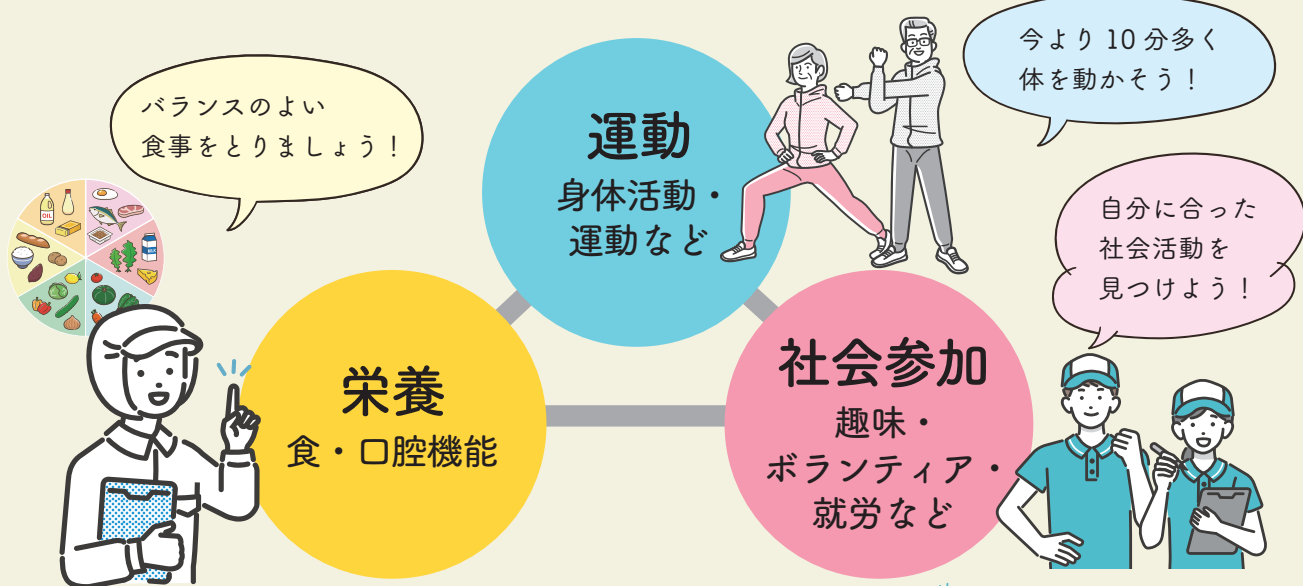 バランスのよい
食事をとりましょう！
運動
身体活動・
運動など
今より 10 分多く
体を動かそう！
自分に合った
社会活動を
見つけよう！
栄養
食・口腔機能
社会参加
趣味・
ボランティア・
就労など
OIL
MILK